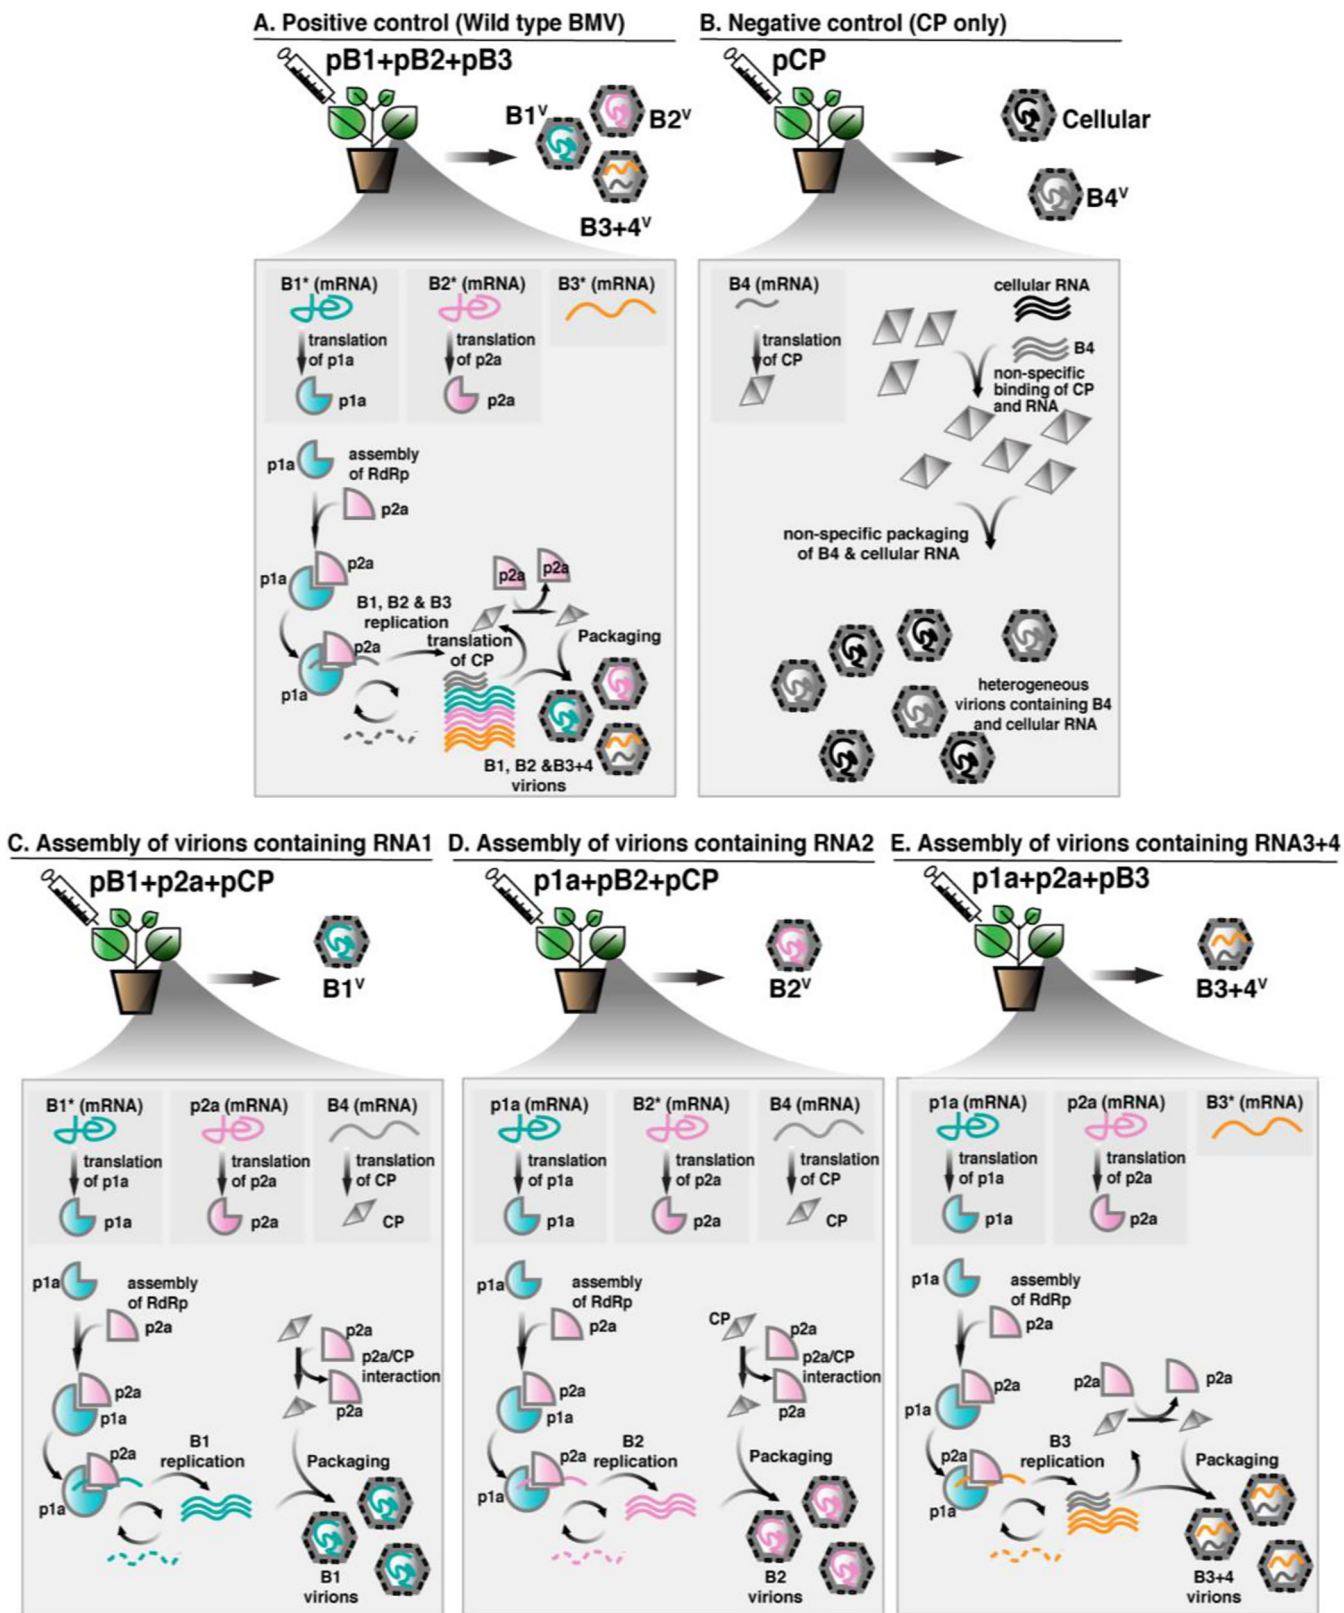 A. Positive control (Wild type BMV)
pB1+pB2+pB3
B1V
B2V
B3+4V
B1* (mRNA)
B2* (mRNA)
B3* (mRNA)
translation
of p1a
translation
of p2a
p1a
p2a
p1a
assembly
of RdRp
p2a
p2a
p1a
p2a
p2a
B1, B2 & B3
replication
p2a
translation
of CP
Packaging
p1a
B1, B2 &B3+4
virions
B. Negative control (CP only)
pCP
Cellular
B4V
B4 (mRNA)
cellular RNA
translation
of CP
B4
non-specific
binding of CP
and RNA
non-specific packaging
of B4 & cellular RNA
heterogeneous
virions containing B4
and cellular RNA
C. Assembly of virions containing RNA1
pB1+p2a+pCP
B1V
B1* (mRNA)
p2a (mRNA)
B4 (mRNA)
translation
of p1a
translation
of p2a
translation
of CP
p1a
p2a
CP
p1a
assembly
of RdRp
p2a
p2a
p2a/CP
interaction
p2a
p2a
p1a
p2a
B1
replication
Packaging
p1a
B1
virions
D. Assembly of virions containing RNA2
p1a+pB2+pCP
B2V
p1a (mRNA)
B2* (mRNA)
B4 (mRNA)
translation
of p1a
translation
of p2a
translation
of CP
p1a
p2a
CP
p1a
assembly
of RdRp
p2a
CP
p2a
p2a/CP
interaction
p2a
p2a
p1a
p2a
B2
replication
Packaging
p1a
B2
virions
E. Assembly of virions containing RNA3+4
p1a+p2a+pB3
B3+4V
p1a (mRNA)
p2a (mRNA)
B3* (mRNA)
translation
of p1a
translation
of p2a
p1a
p2a
p1a
assembly
of RdRp
p2a
p2a
p1a
p2a
p2a
p2a
B3
replication
Packaging
p1a
B3+4
virions